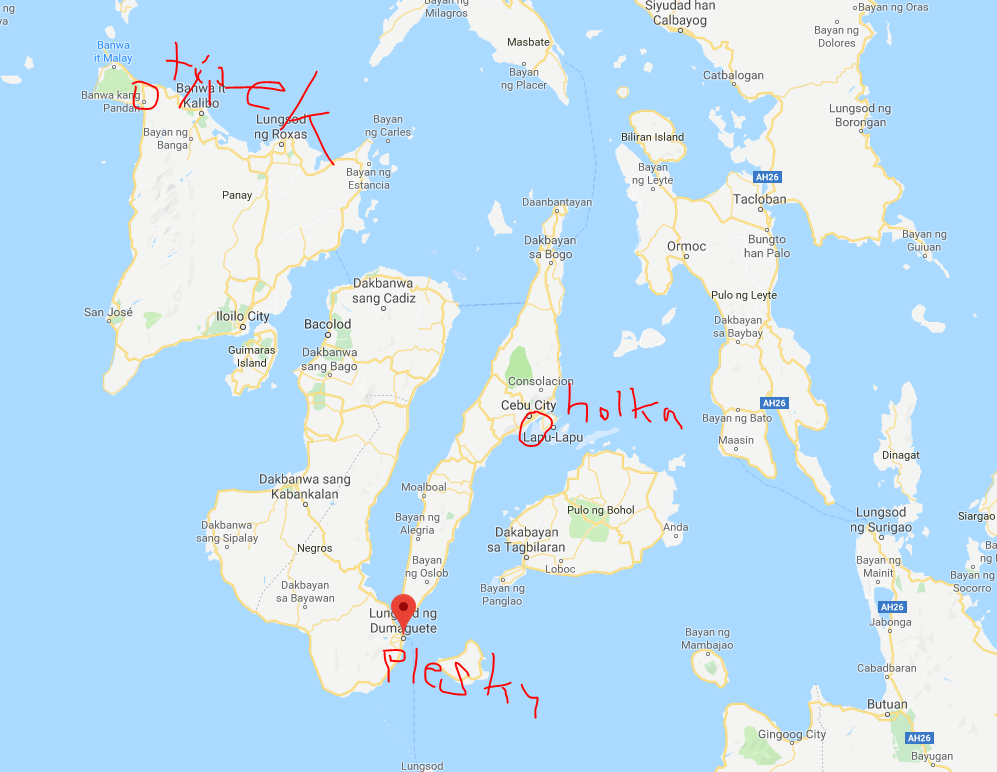 Bayan ng
Milagros
Siyudad han
Calbayog
Bayan ng Oras
Banwa
it Malay
Masbate
Bayan ng
Dolores
Bayan
ng Placer
Catbalogan
Banwa kang
Pandan
Banwa it
Kalibo
Lungsod ng
Borongan
Lungsod
ng Roxas
Bayan
ng Carles
Bayan ng
Banga
Biliran Island
Bayan ng
Estancia
Bayan
ng Leyte
AH26
Panay
Daanbantayan
Tacloban
Dakbayan
sa Bogo
Ormoc
Bungto
han Palo
Bayan ng
Guiuan
Dakbanwa
sang Cadiz
Pulo ng Leyte
San José
Iloilo City
Bacolod
Dakbayan
sa Baybay
Guimaras
Island
Dakbanwa
sang Bago
Consolacion
Cebu City
holka
AH26
Bayan ng Bato
Lapu-Lapu
Maasin
Dinagat
Dakbanwa sang
Kabankalan
Moalboal
Pulo ng Bohol
Lungsod
ng Surigao
Siargao
Dakbanwa
sang Sipalay
Bayan ng
Alegria
Dakabayan
sa Tagbilaran
Anda
Negros
Loboc
Bayan
ng Oslob
Bayan ng
Panglao
Bayan ng
Mainit
Bayan ng
Socorro
Dakbayan
sa Bayawan
AH26
Lungsod ng
Dumaguete
Jabonga
Bayan ng
Mambajao
Plesky
Cabadbaran
Butuan
Gingoog City
AH26
Bayugan
Lungsod